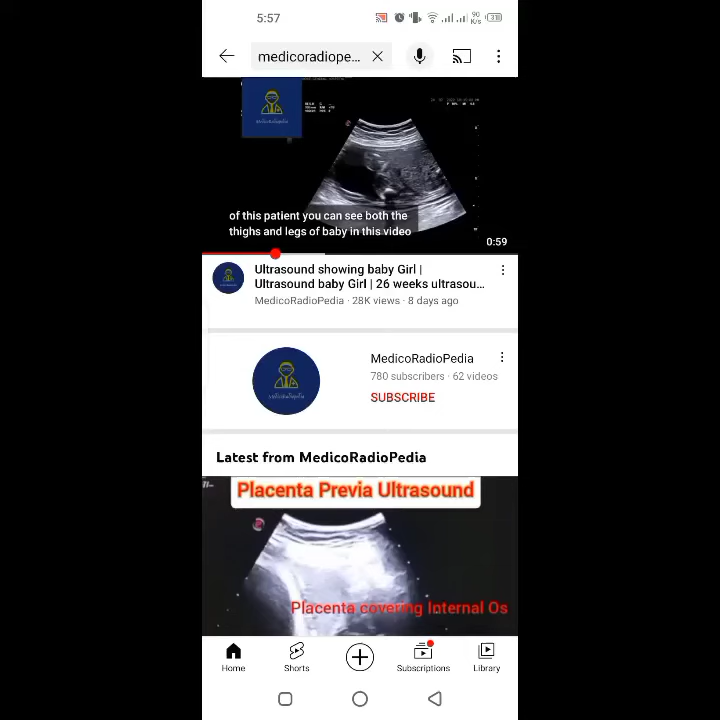 5:57
90
K/s
31
medicoradiope...
of this patient you can see both the
thighs and legs of baby in this video
0:59
Ultrasound showing baby Girl |
Ultrasound baby Girl | 26 weeks ultrasou...
MedicoRadioPedia · 28K views · 8 days ago
MedicoRadioPedia
780 subscribers · 62 videos
SUBSCRIBE
Latest from MedicoRadioPedia
Placenta Previa Ultrasound
Placenta covering Internal Os
Home
Shorts
Subscriptions
Library